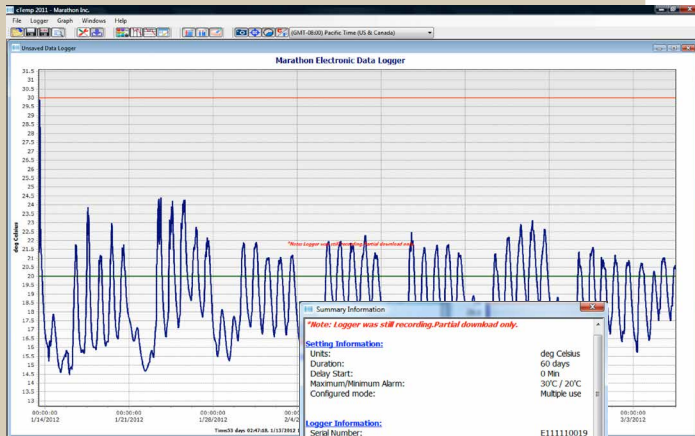 cTemp 2011 - Marathon Inc.
File Logger Graph Windows Help
(GMT-08:00) Pacific Time (US & Canada)
Unsaved Data Logger
Marathon Electronic Data Logger
31.5
31
30.5
30
29.5
29
28.5
28
27.5
27
26.5
26
25.5
25
24.5
24
23.5
23
22.5
22
21.5
21
20.5
20
19.5
19
18.5
18
17.5
17
16.5
16
15.5
15
14.5
14
13.5
13
deg Celsius
*Note: Logger was still recording.Partial download only.
Summary Information
*Note: Logger was still recording.Partial download only.
Setting Information:
Units: deg Celsius
Duration: 60 days
Delay Start: 0 Min
Maximum/Minimum Alarm: 30°C / 20°C
Configured mode: Multiple use
Logger Information:
Serial Number: E111110019
00:00:00 00:00:00 00:00:00 00:00:00
1/14/2012 1/21/2012 1/28/2012 2/4/2 3/3/2012